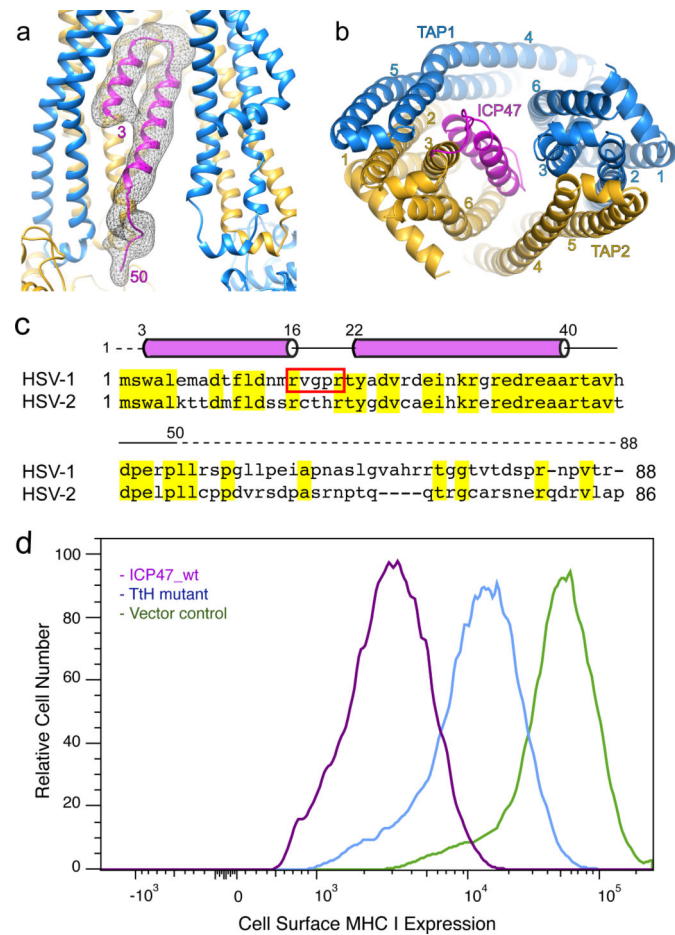 a
3
50
b
TAP1
4
5
6
ICP47
2
3
1
1
3
2
6
5
TAP2
4
c
3 16 22 40
1
HSV-1 1 mswalemadtfldnmrvgprtyadvrdeinkrgredreaartavh
HSV-2 1 mswalkttdmfldssrcthrtygdvcaeihkreredreaartavt
50 88
HSV-1 dperpllrspgllpeiapnaslgvahrrtggtvtdspr-npvtr- 88
HSV-2 dpelpllcppdvrsdpasrnptq----qtrgcarsnerqdrvlap 86
d
100
80
60
40
20
0
Relative Cell Number
- ICP47_wt
- TtH mutant
- Vector control
-10³ 0 10³ 10⁴ 10⁵
Cell Surface MHC I Expression